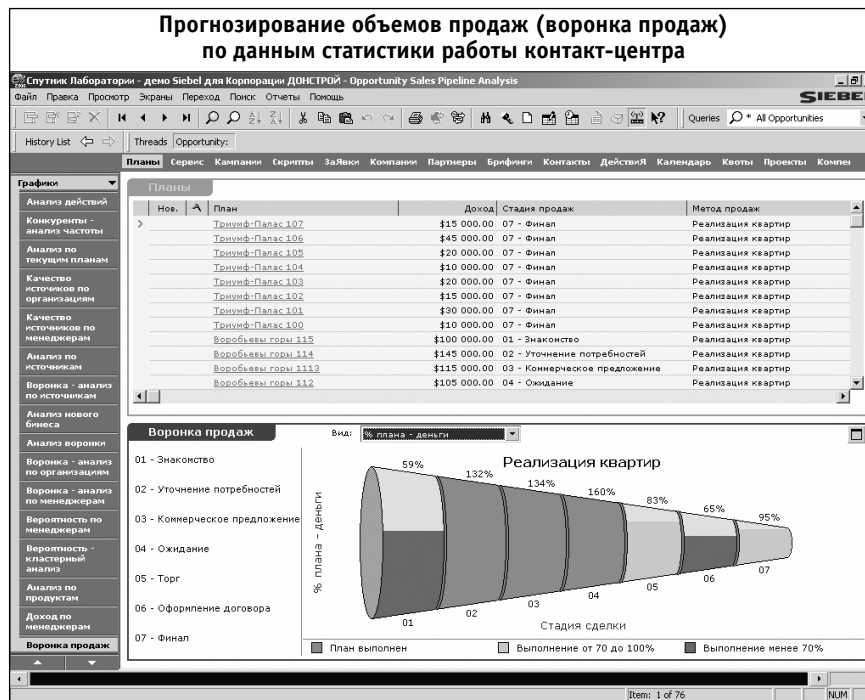 Прогнозирование объемов продаж (воронка продаж)
по данным статистики работы контакт-центра
Спутник Лаборатории - демо Siebel для Корпорации ДОНСТРОЙ - Opportunity Sales Pipeline Analysis
Файл Правка Просмотр Экраны Переход Поиск Отчеты Помощь
SIEBEL
Queries * All Opportunities
History List Threads Opportunity:
Планы Сервис Кампании Скрипты ЗаЯвки Компании Партнеры Брифинги Контакты ДействиЯ Календарь Квоты Проекты Компет
Графики
Анализ действий
Конкуренты -
анализ частоты
Анализ по
текущим планам
Качество
источиков по
организациям
Качество
источников по
менеджерам
Анализ по
источникам
Воронка - анализ
по источникам
Анализ нового
бинеса
Анализ воронки
Воронка - анализ
по организациям
Воронка - анализ
по менеджерам
Вероятность по
менеджерам
Вероятность -
кластерный
анализ
Анализ по
продуктам
Доход по
менеджерам
Воронка продаж
Планы
Нов. План Доход Стадия продаж Метод продаж
Триумф-Палас 107 $15 000.00 07 - Финал Реализация квартир
Триумф-Палас 106 $45 000.00 07 - Финал Реализация квартир
Триумф-Палас 105 $20 000.00 07 - Финал Реализация квартир
Триумф-Палас 104 $10 000.00 07 - Финал Реализация квартир
Триумф-Палас 103 $20 000.00 07 - Финал Реализация квартир
Триумф-Палас 102 $15 000.00 07 - Финал Реализация квартир
Триумф-Палас 101 $30 000.00 07 - Финал Реализация квартир
Триумф-Палас 100 $10 000.00 07 - Финал Реализация квартир
Воробьевы горы 115 $100 000.00 01 - Знакомство Реализация квартир
Воробьевы горы 114 $145 000.00 02 - Уточнение потребностей Реализация квартир
Воробьевы горы 1113 $115 000.00 03 - Коммерческое предложение Реализация квартир
Воробьевы горы 112 $105 000.00 04 - Ожидание Реализация квартир
Воронка продаж
Вид: % плана - деньги
01 - Знакомство
02 - Уточнение потребностей
03 - Коммерческое предложение
04 - Ожидание
05 - Торг
06 - Оформление договора
07 - Финал
Реализация квартир
% плана - деньги
59% 132% 134% 160% 83% 65% 95%
01 02 03 04 05 06 07
Стадия сделки
План выполнен Выполнение от 70 до 100% Выполнение менее 70%
Item: 1 of 76 NUM